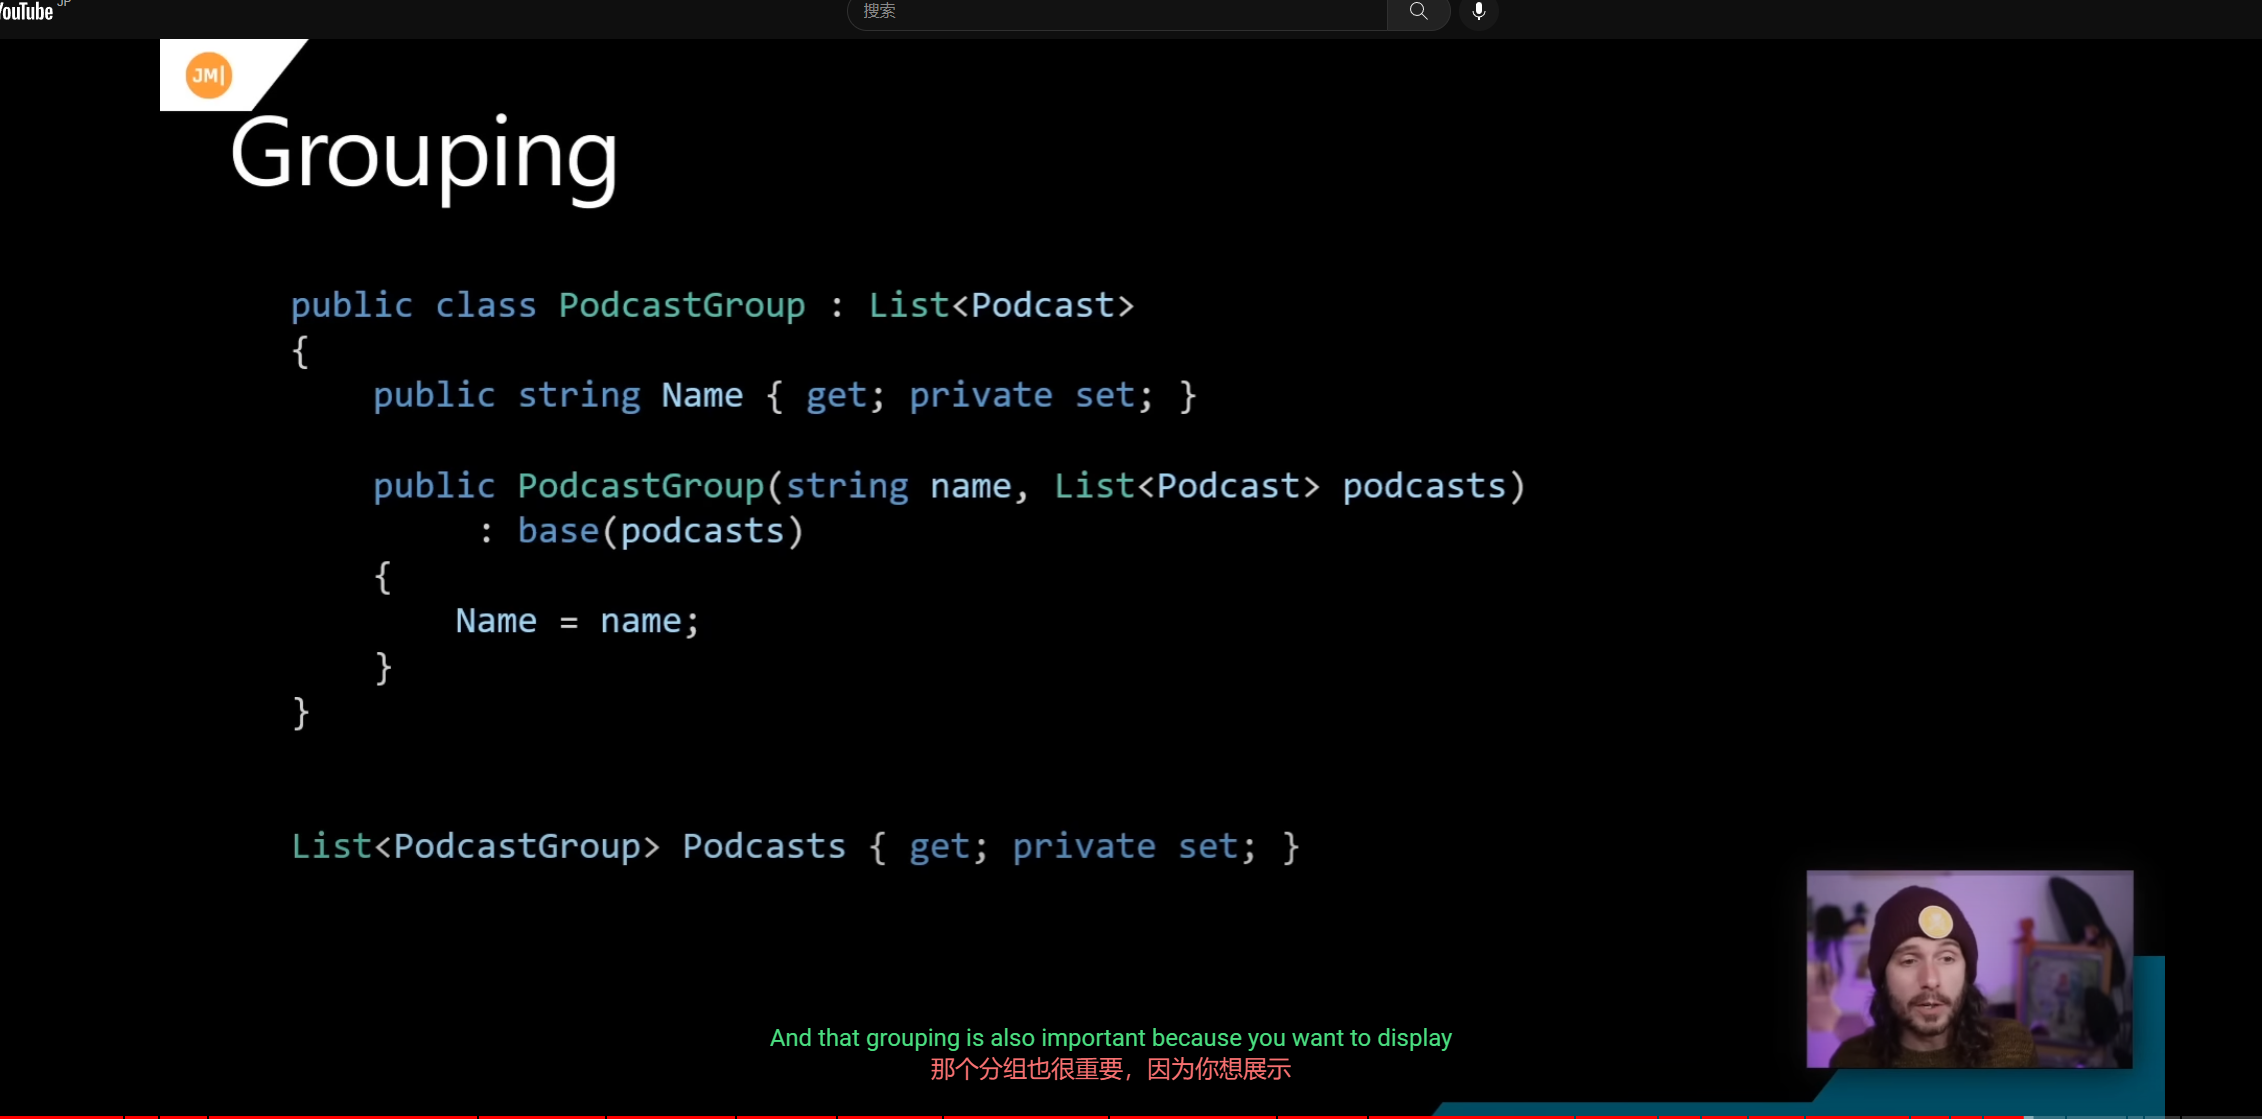 YouTube JP
搜索
JM|
Grouping
public class PodcastGroup : List<Podcast>
{
public string Name { get; private set; }
public PodcastGroup(string name, List<Podcast> podcasts)
: base(podcasts)
{
Name = name;
}
}
List<PodcastGroup> Podcasts { get; private set; }
And that grouping is also important because you want to display
那个分组也很重要，因为你想展示